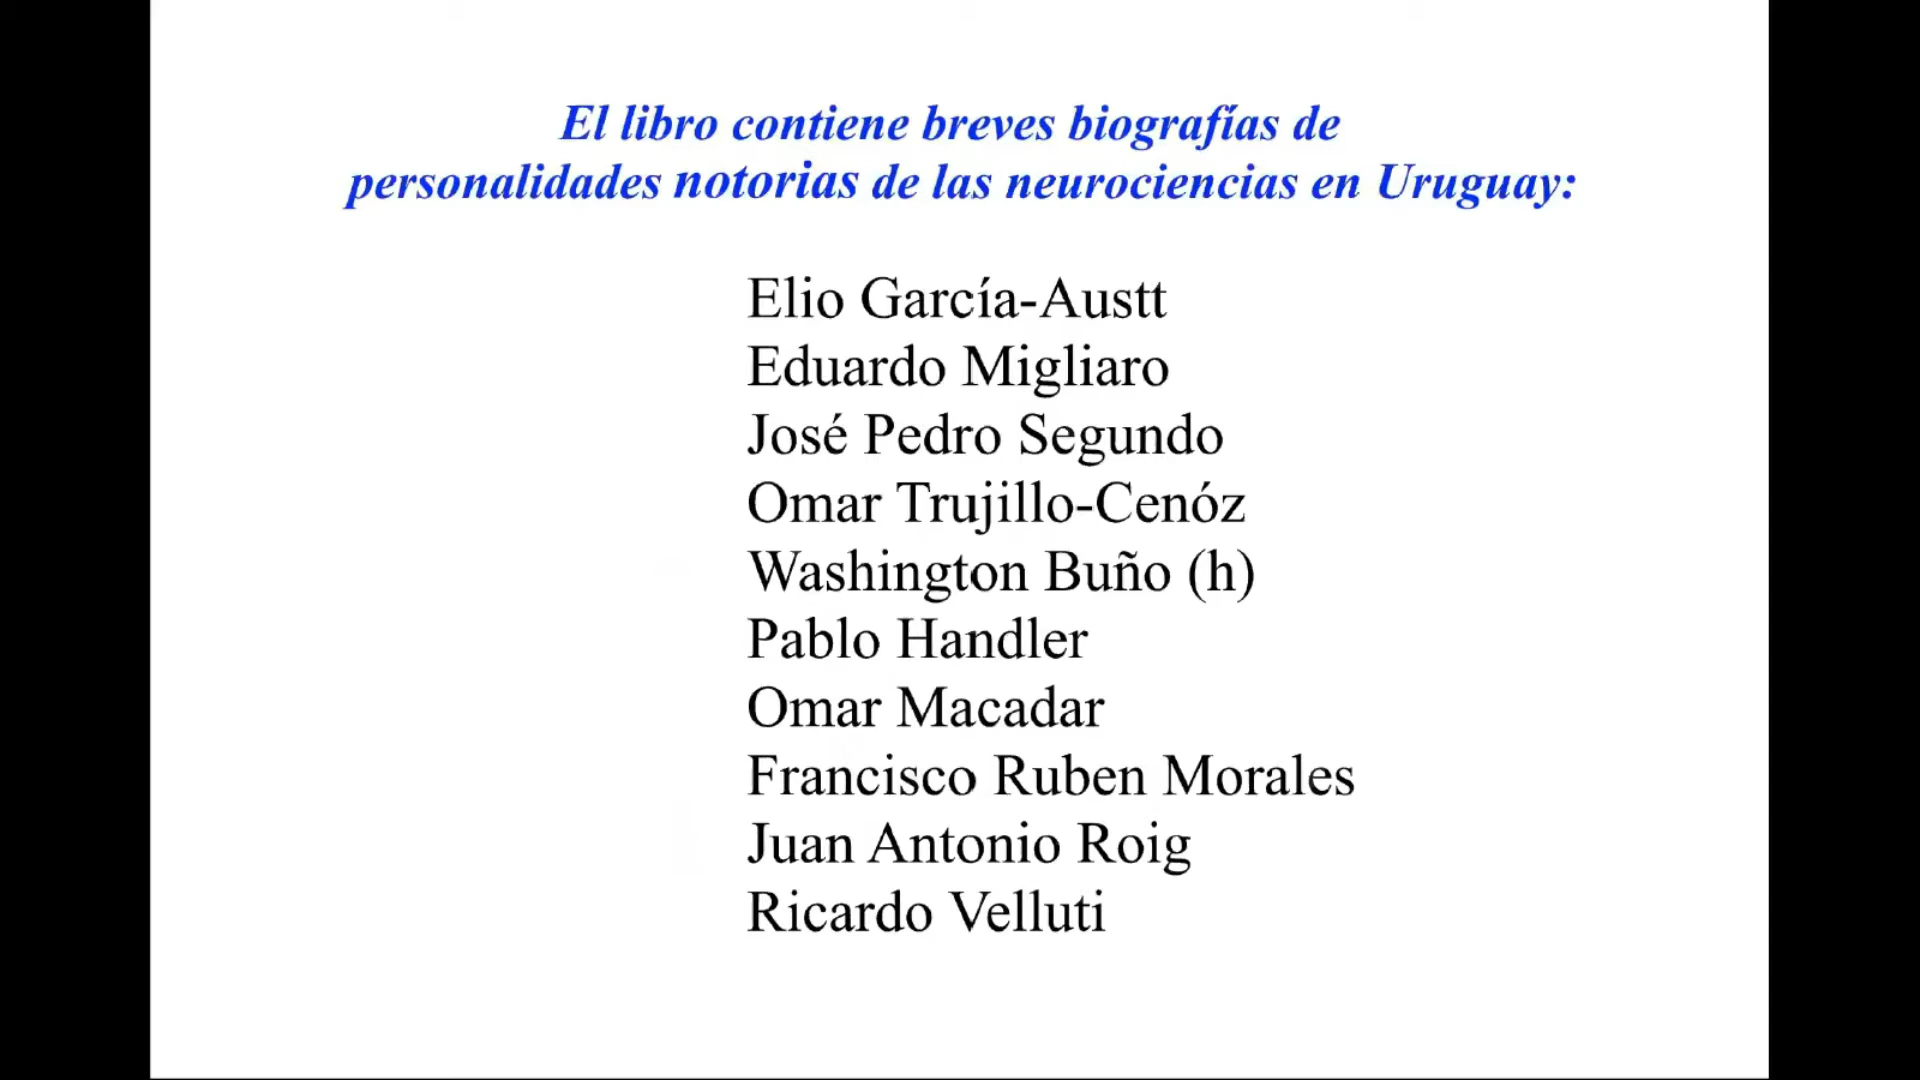 El libro contiene breves biografías de
personalidades notorias de las neurociencias en Uruguay:
Elio García-Austt
Eduardo Migliaro
José Pedro Segundo
Omar Trujillo-Cenóz
Washington Buño (h)
Pablo Handler
Omar Macadar
Francisco Ruben Morales
Juan Antonio Roig
Ricardo Velluti